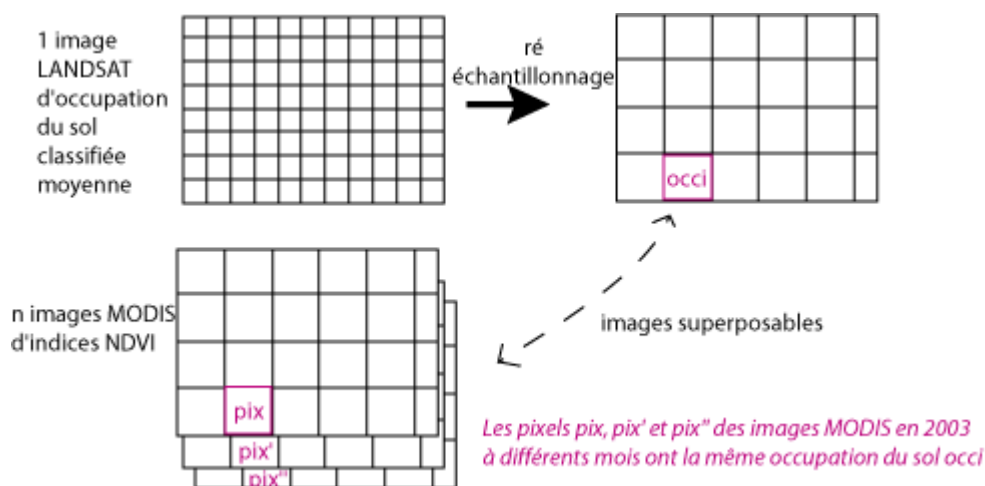 1 image
LANDSAT
d'occupation
du sol
classifiée
moyenne
ré
échantillonnage
occi
n images MODIS
d'indices NDVI
pix
pix'
pix"
images superposables
Les pixels pix, pix' et pix" des images MODIS en 2003
à différents mois ont la même occupation du sol occi